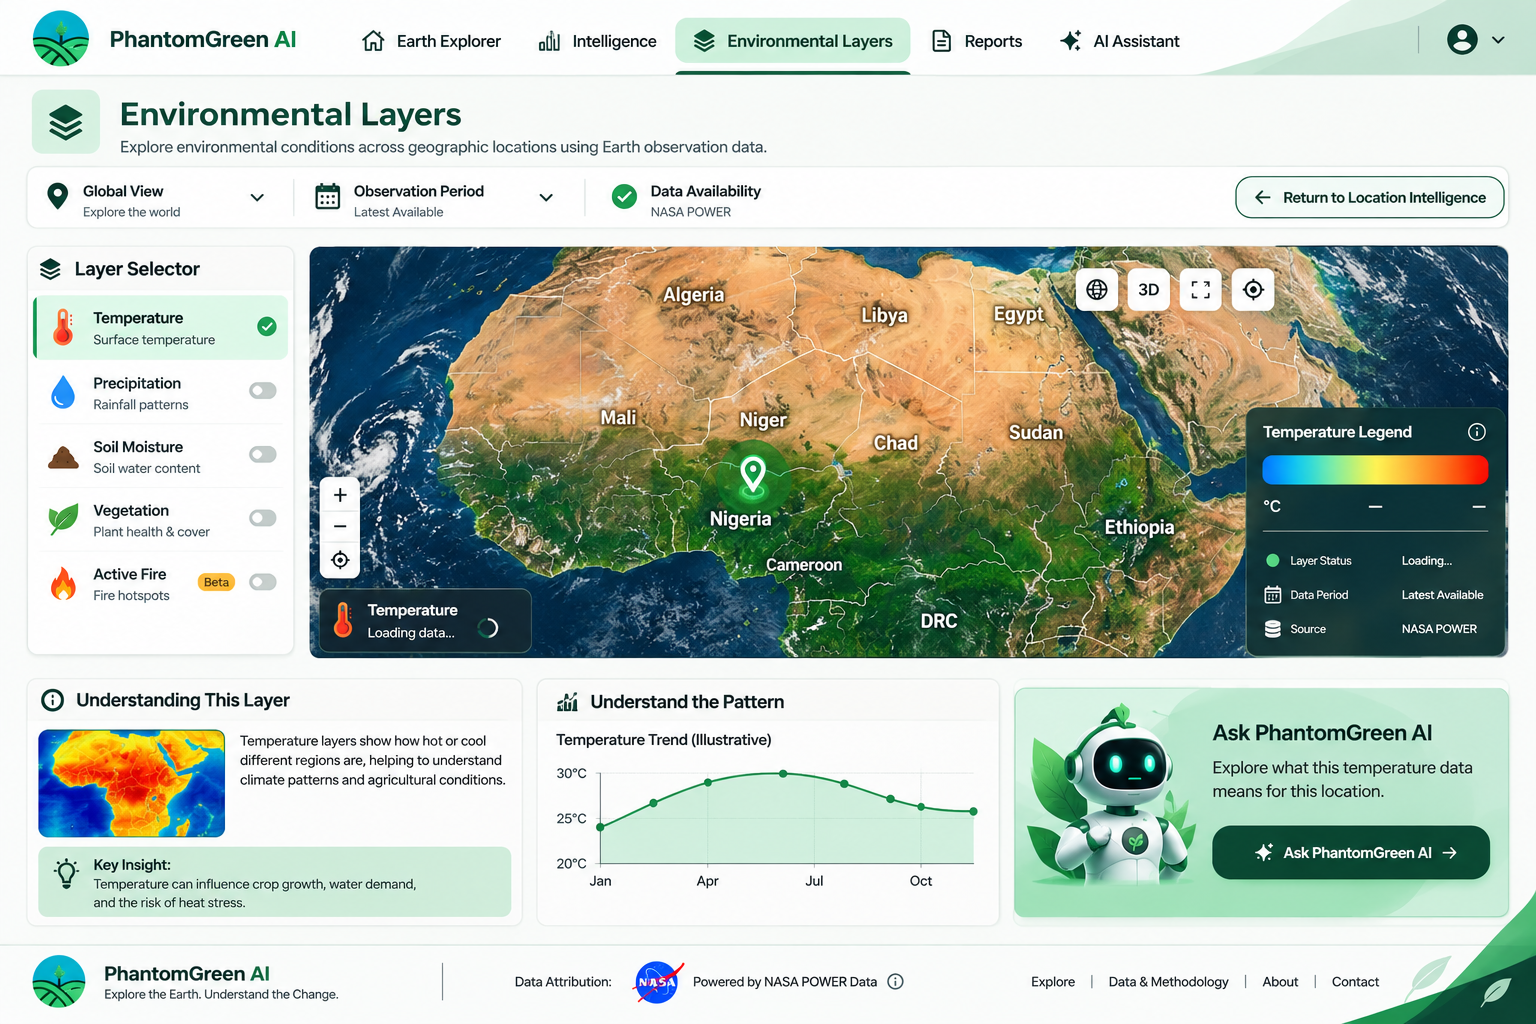 PhantomGreen AI
Earth Explorer
Intelligence
Environmental Layers
Reports
AI Assistant
Environmental Layers
Explore environmental conditions across geographic locations using Earth observation data.
Global View
Explore the world
Observation Period
Latest Available
Data Availability
NASA POWER
← Return to Location Intelligence
Layer Selector
Temperature
Surface temperature
Precipitation
Rainfall patterns
Soil Moisture
Soil water content
Vegetation
Plant health & cover
Active Fire
Beta
Fire hotspots
Algeria
Libya
Egypt
Mali
Niger
Chad
Sudan
Nigeria
Ethiopia
Cameroon
DRC
3D
+
−
Temperature
Loading data...
Temperature Legend
°C — —
Layer Status Loading...
Data Period Latest Available
Source NASA POWER
Understanding This Layer
Temperature layers show how hot or cool
different regions are, helping to understand
climate patterns and agricultural conditions.
Key Insight:
Temperature can influence crop growth, water demand,
and the risk of heat stress.
Understand the Pattern
Temperature Trend (Illustrative)
30°C
25°C
20°C
Jan Apr Jul Oct
Ask PhantomGreen AI
Explore what this temperature data
means for this location.
Ask PhantomGreen AI →
PhantomGreen AI
Explore the Earth. Understand the Change.
Data Attribution:
NASA
Powered by NASA POWER Data
Explore | Data & Methodology | About | Contact